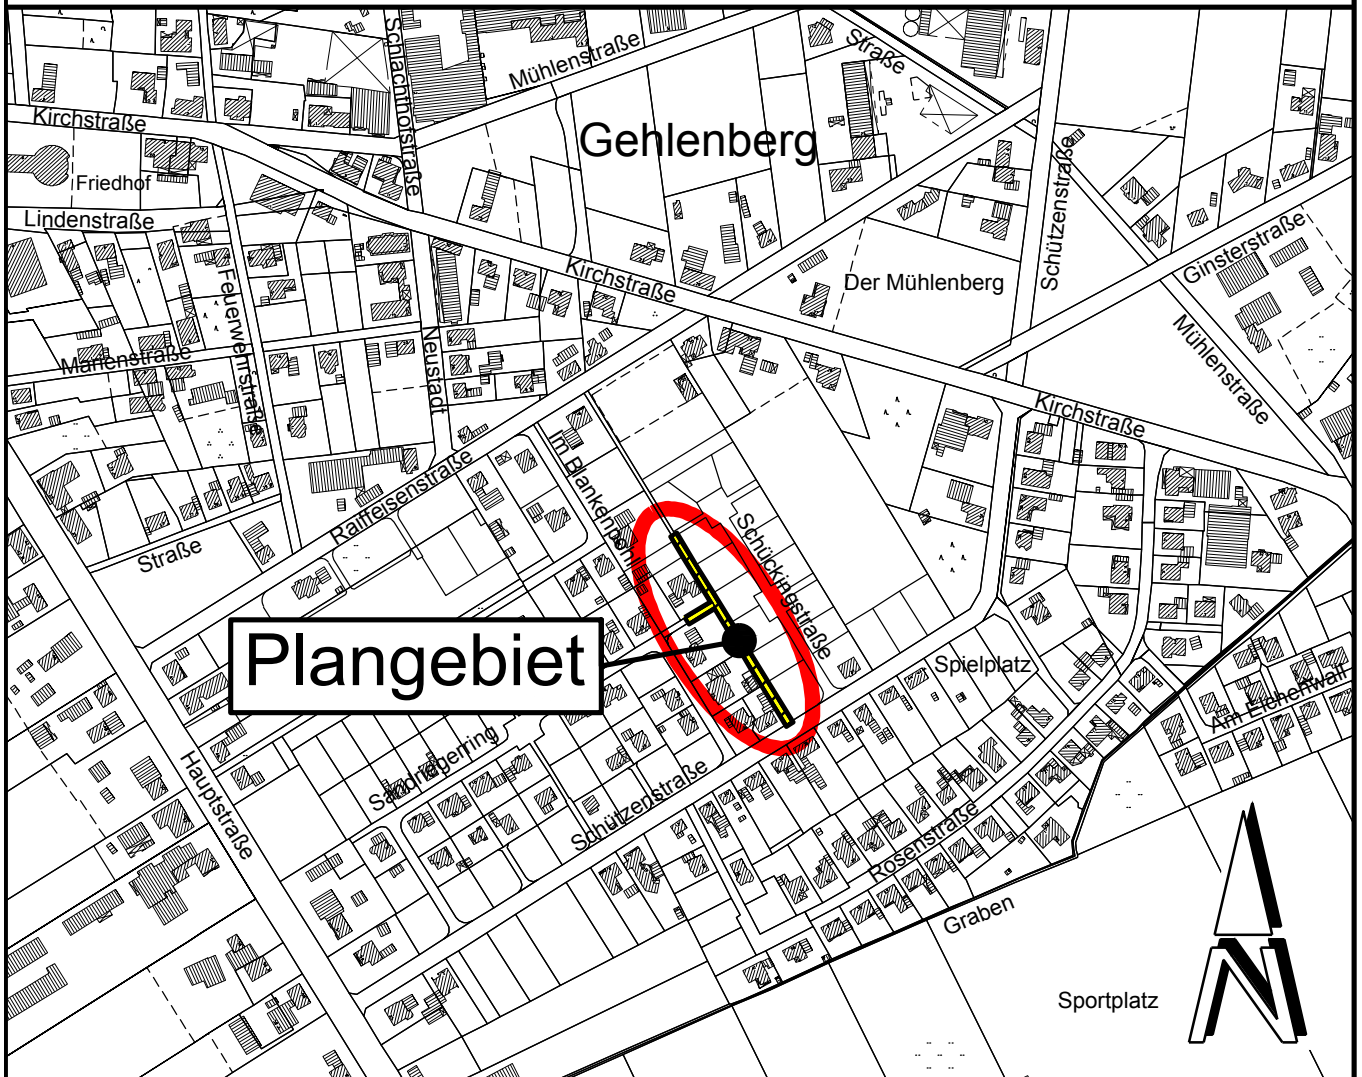 Schlachthofstraße
Mühlenstraße
Straße
Kirchstraße
Gehlenberg
Friedhof
Lindenstraße
Schützenstraße
Ginsterstraße
Kirchstraße
Der Mühlenberg
Feuerwehrstraße
Neustadt
Marienstraße
Mühlenstraße
Kirchstraße
Raiffeisenstraße
Im Blankenpohl
Straße
Schückingstraße
Plangebiet
Spielplatz
Am Eichenwall
Hauptstraße
Sandriegerring
Schützenstraße
Rosenstraße
Graben
Sportplatz
N